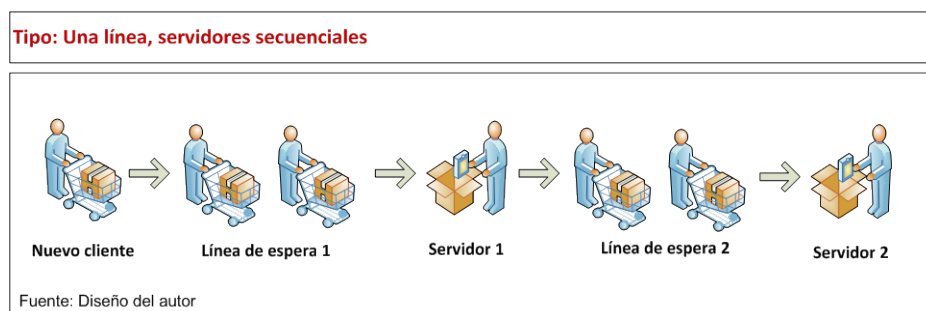 Tipo: Una línea, servidores secuenciales
Nuevo cliente
Línea de espera 1
Servidor 1
Línea de espera 2
Servidor 2
Fuente: Diseño del autor